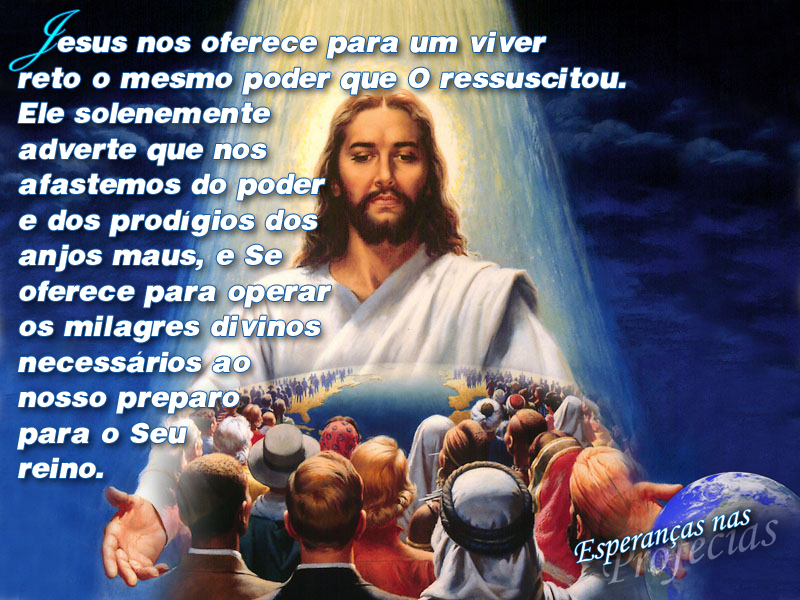 Jesus nos oferece para um viver
reto o mesmo poder que O ressuscitou.
Ele solenemente
adverte que nos
afastemos do poder
e dos prodígios dos
anjos maus, e Se
oferece para operar
os milagres divinos
necessários ao
nosso preparo
para o Seu
reino.
Esperanças nas
Profecias